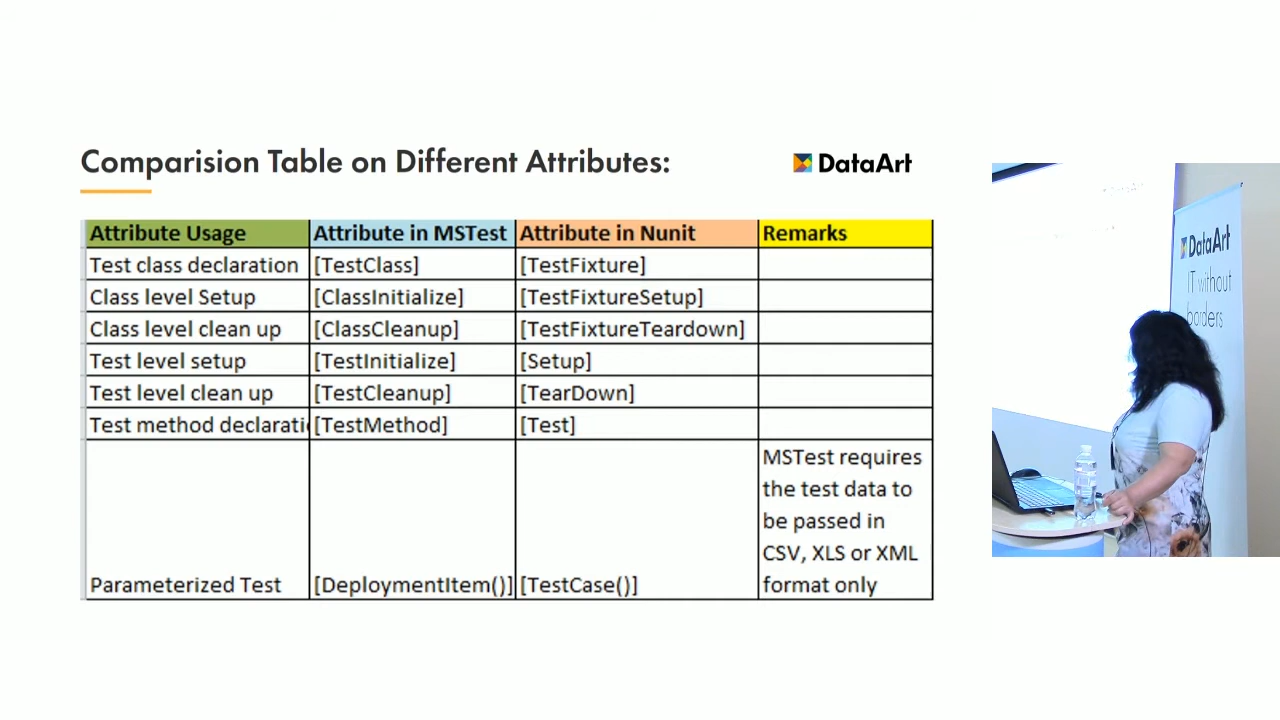 Comparision Table on Different Attributes:
DataArt
Attribute Usage | Attribute in MSTest | Attribute in Nunit | Remarks
Test class declaration | [TestClass] | [TestFixture]
Class level Setup | [ClassInitialize] | [TestFixtureSetup]
Class level clean up | [ClassCleanup] | [TestFixtureTeardown]
Test level setup | [TestInitialize] | [Setup]
Test level clean up | [TestCleanup] | [TearDown]
Test method declarati | [TestMethod] | [Test]
MSTest requires
the test data to
be passed in
CSV, XLS or XML
Parameterized Test | [DeploymentItem()] | [TestCase()] | format only
DataArt
DataArt
IT without
borders